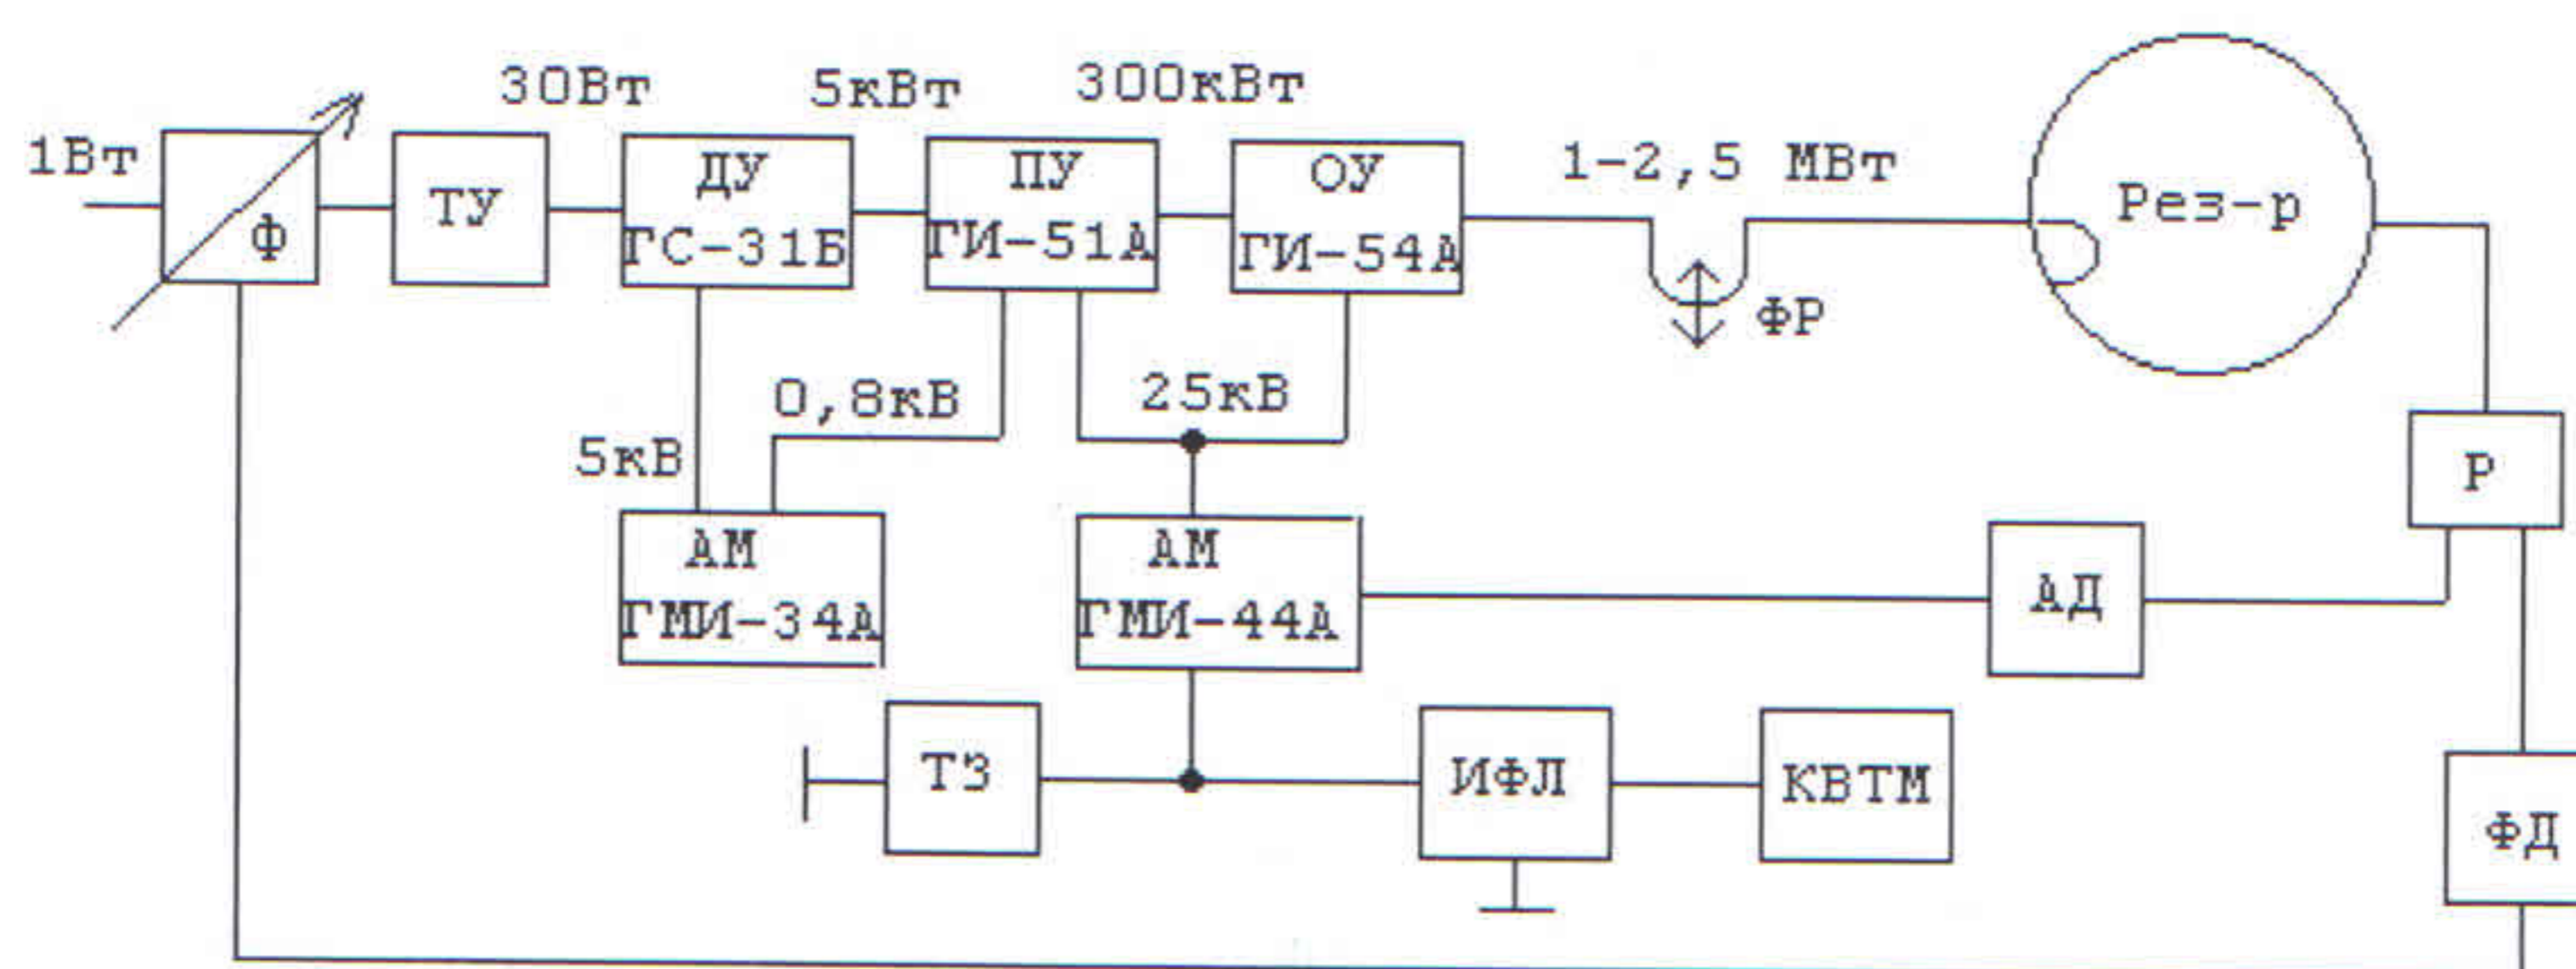 30Вт
5кВт
300кВт
1Вт
Ф
ТУ
ДУ
ГС-31Б
ПУ
ГИ-51А
ОУ
ГИ-54А
1-2,5 МВт
ФР
Рез-р
0,8кВ
25кВ
5кВ
Р
АМ
ГМИ-34А
АМ
ГМИ-44А
АД
ТЗ
ИФЛ
КВТМ
ФД